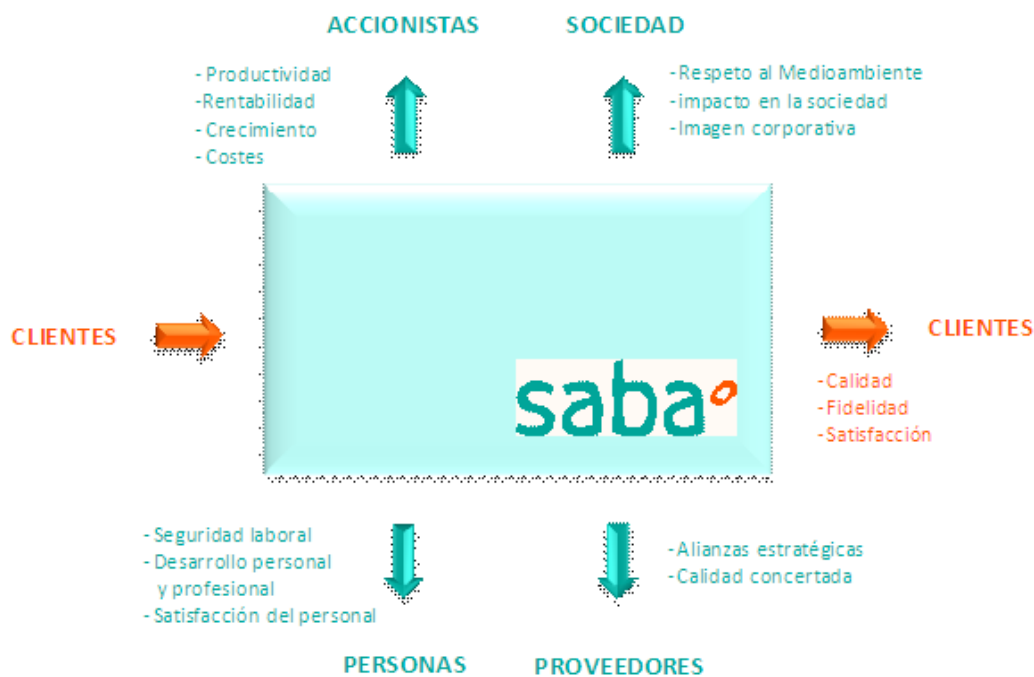 ACCIONISTAS
- Productividad
-Rentabilidad
- Crecimiento
- Costes
SOCIEDAD
- Respeto al Medioambiente
- impacto en la sociedad
- Imagen corporativa
CLIENTES
saba
CLIENTES
-Calidad
-Fidelidad
-Satisfacción
- Seguridad laboral
- Desarrollo personal
y profesional
- Satisfacción del personal
PERSONAS
- Alianzas estratégicas
- Calidad concertada
PROVEEDORES